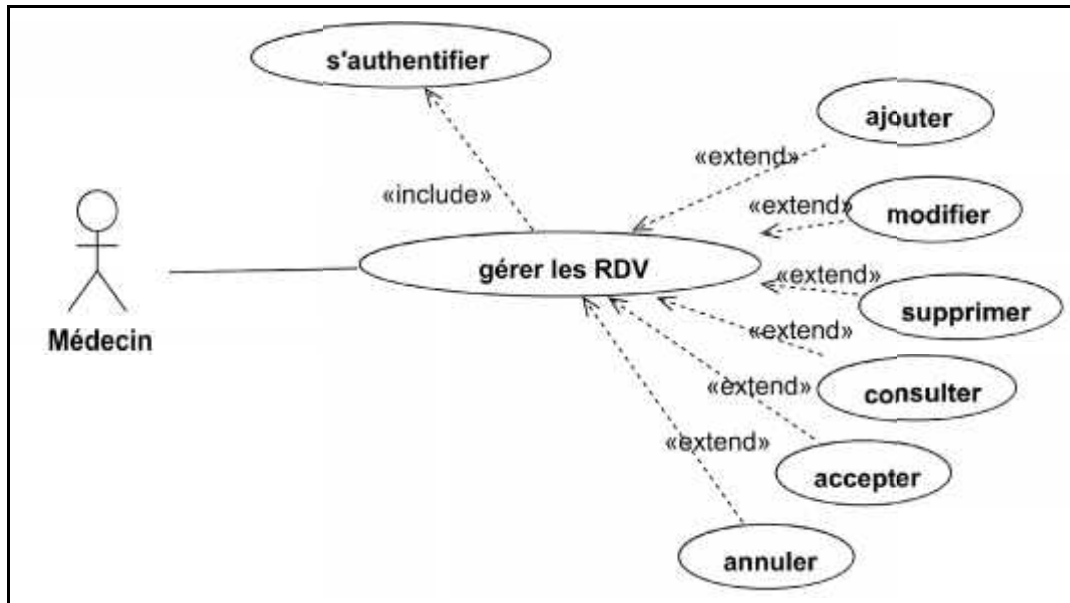 s'authentifier
ajouter
«extend»
modifier
«extend»
«include»
gérer les RDV
«extend»
supprimer
Médecin
«extend»
consulter
«extend»
accepter
«extend»
annuler